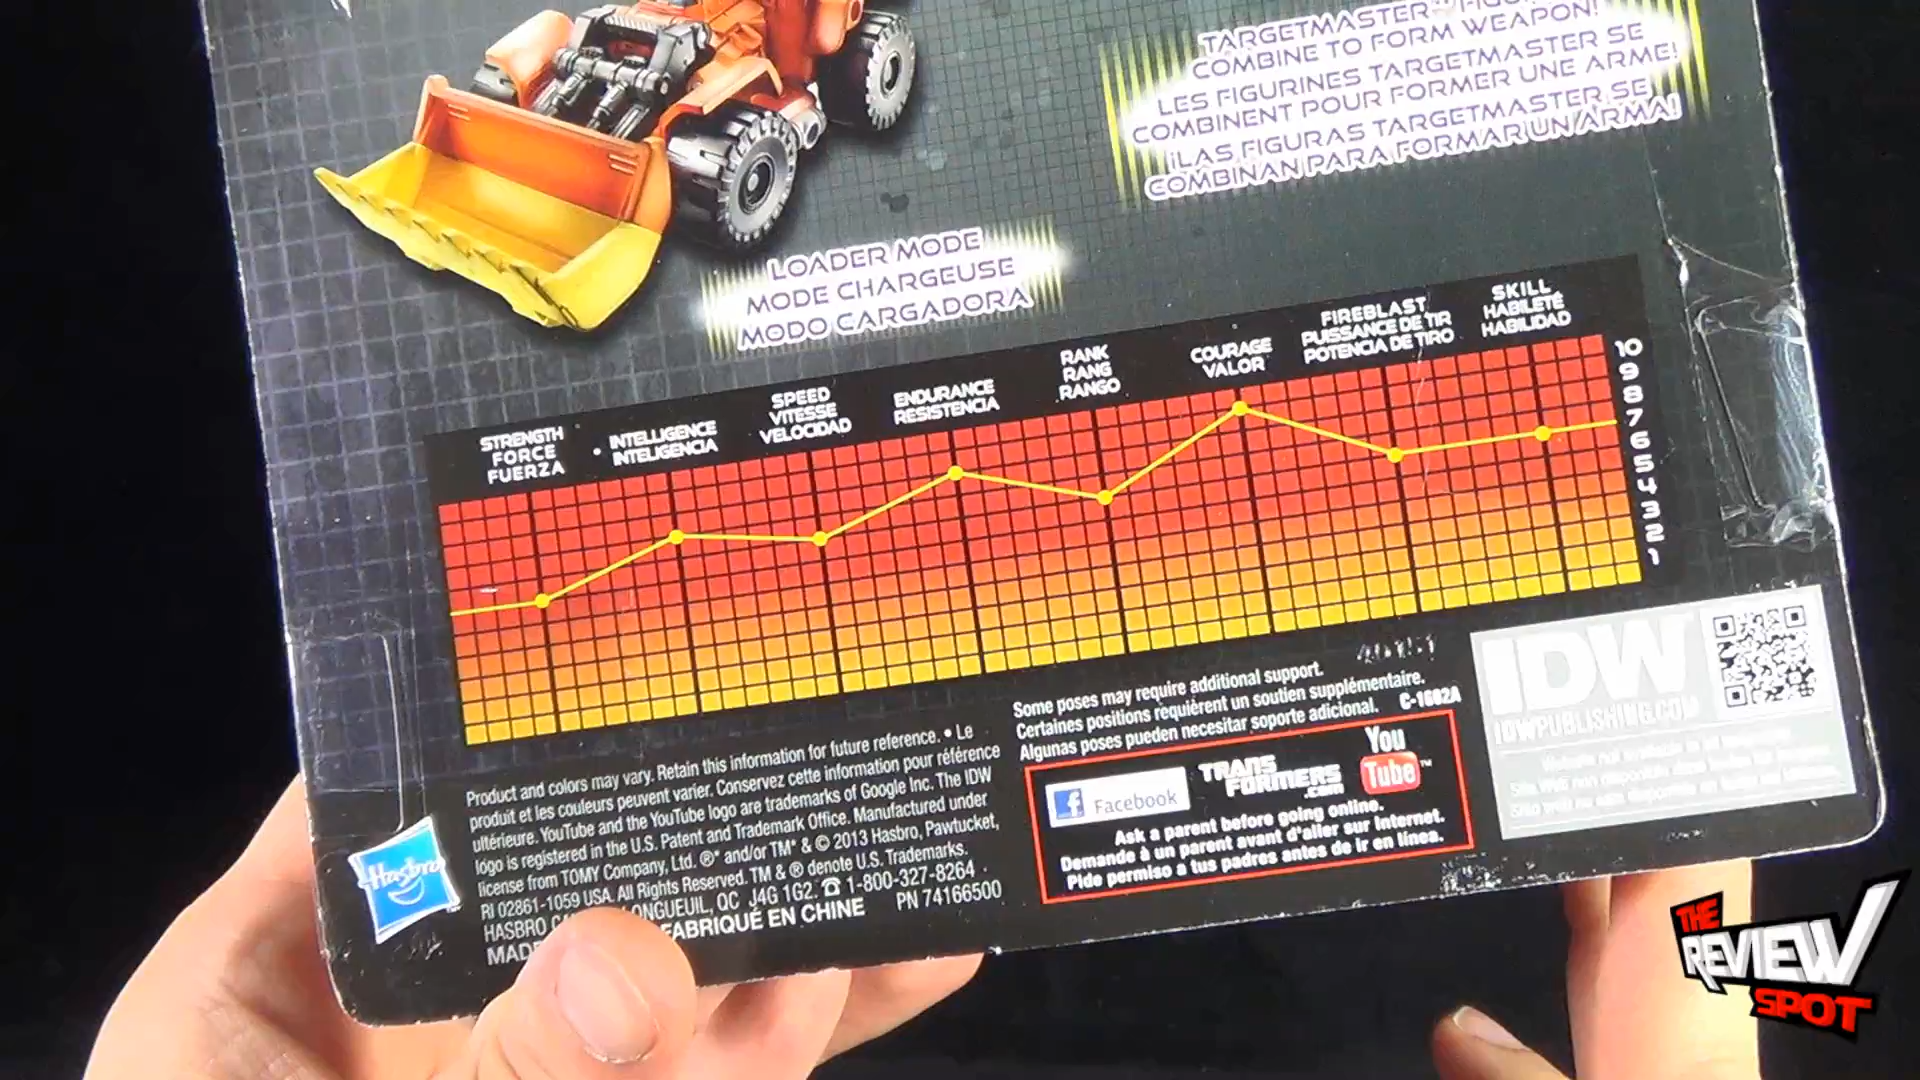 TARGETMASTER
COMBINE TO FORM WEAPON!
LES FIGURINES TARGETMASTER SE
COMBINENT POUR FORMER UNE ARME!
¡LAS FIGURAS TARGETMASTER SE
COMBINAN PARA FORMAR UN ARMA!
LOADER MODE
MODE CHARGEUSE
MODO CARGADORA
STRENGTH
FORCE
FUERZA
• INTELLIGENCE
INTELIGENCIA
SPEED
VITESSE
VELOCIDAD
ENDURANCE
RESISTENCIA
RANK
RANG
RANGO
COURAGE
VALOR
FIREBLAST
PUISSANCE DE TIR
POTENCIA DE TIRO
SKILL
HABILETÉ
HABILIDAD
10
9
8
7
6
5
4
3
2
1
Product and colors may vary. Retain this information for future reference. • Le
produit et les couleurs peuvent varier. Conservez cette information pour référence
ultérieure. YouTube and the YouTube logo are trademarks of Google Inc. The IDW
logo is registered in the U.S. Patent and Trademark Office. Manufactured under
license from TOMY Company, Ltd. ®* and/or TM* & © 2013 Hasbro, Pawtucket,
RI 02861-1059 USA. All Rights Reserved. TM & ® denote U.S. Trademarks.
HASBRO LONGUEUIL, QC J4G 1G2. ☎ 1-800-327-8264 .
FABRIQUÉ EN CHINE PN 74166500
Hasbro
Some poses may require additional support.
Certaines positions requièrent un soutien supplémentaire.
Algunas poses pueden necesitar soporte adicional. C-1682A
Facebook
TRANSFORMERS
.com
You
Tube™
Ask a parent before going online.
Demande à un parent avant d'aller sur Internet.
Pide permiso a tus padres antes de ir en línea.
IDW
IDWPUBLISHING.COM
THE
REVIEW
SPOT